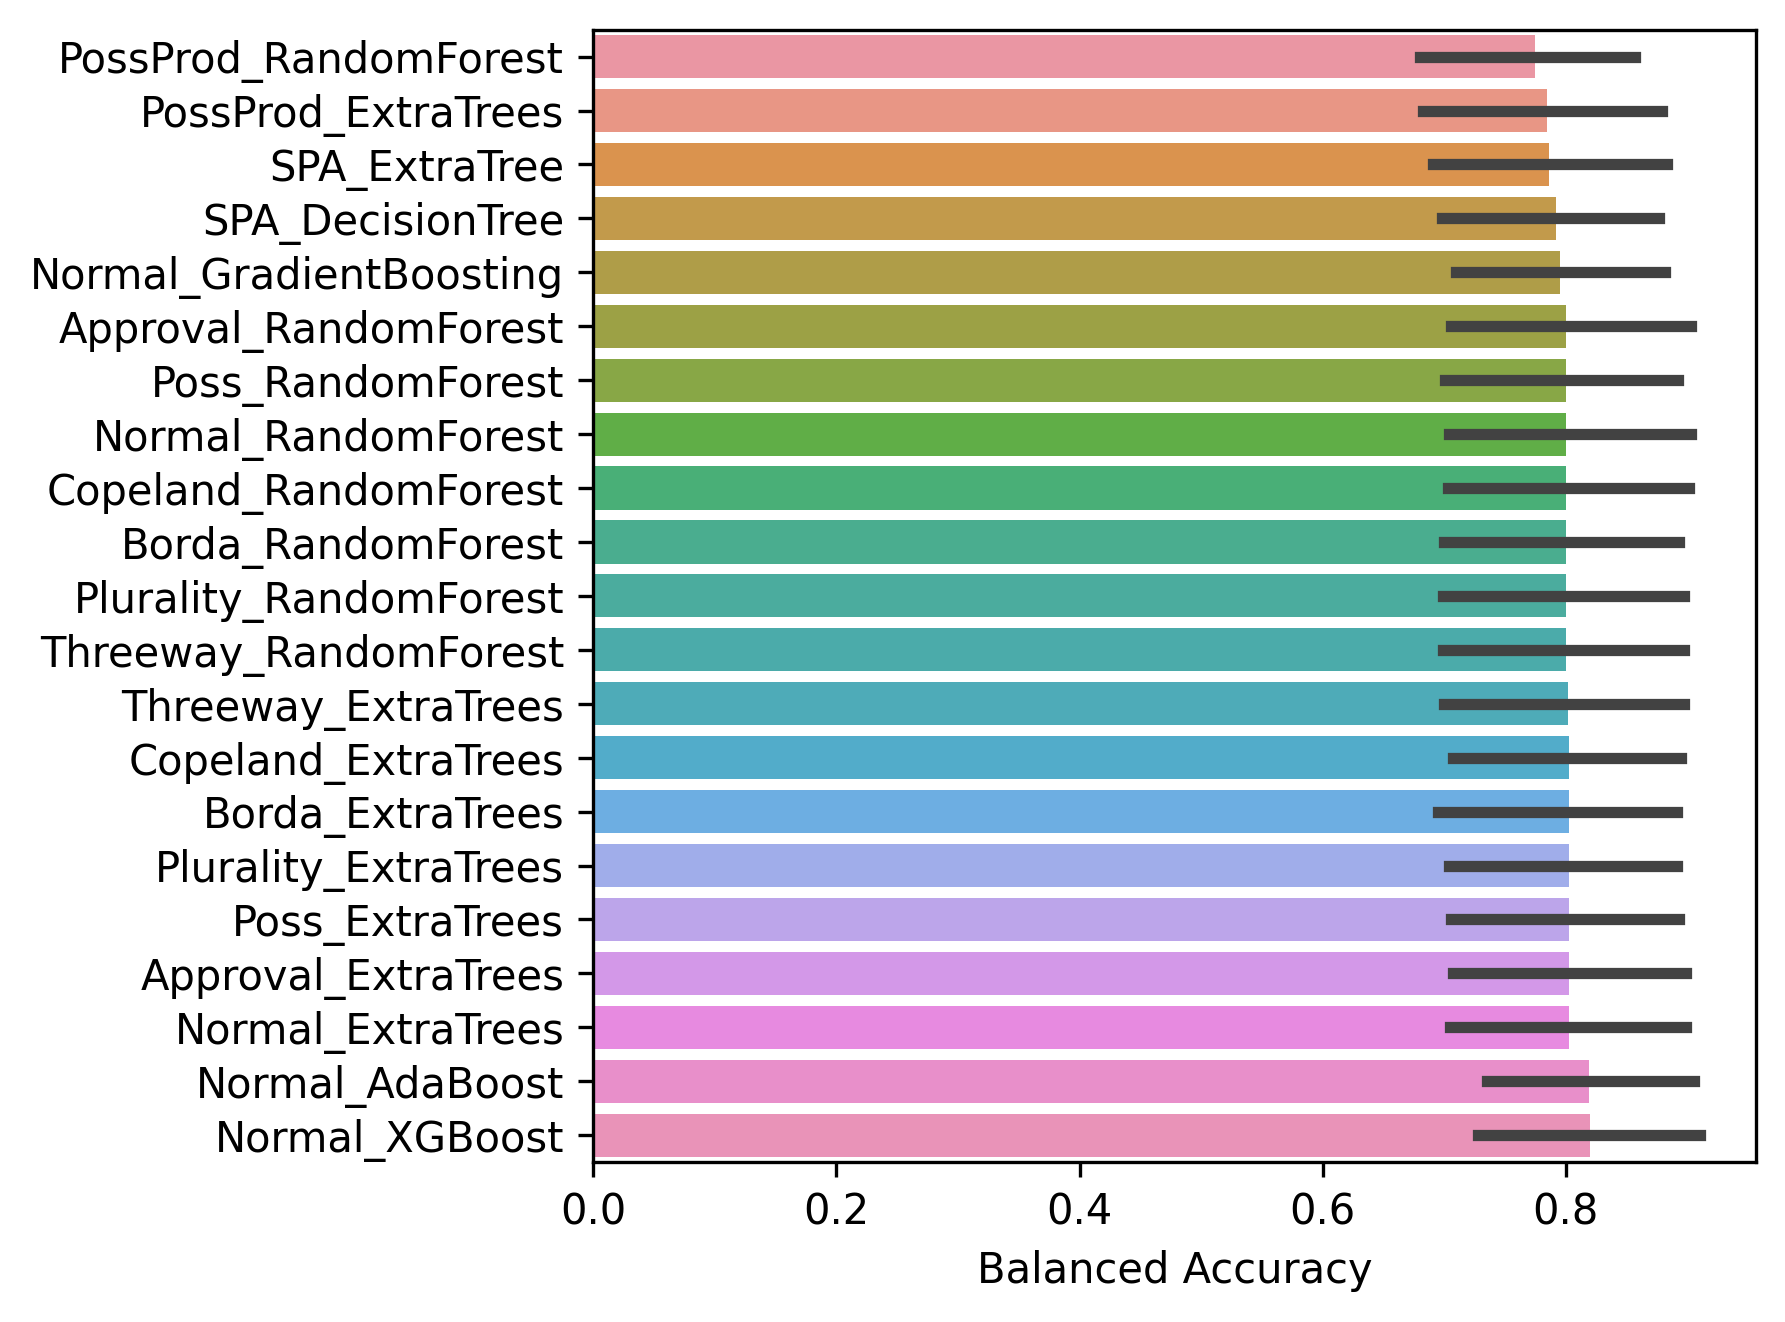 PossProd_RandomForest
PossProd_ExtraTrees
SPA_ExtraTree
SPA_DecisionTree
Normal_GradientBoosting
Approval_RandomForest
Poss_RandomForest
Normal_RandomForest
Copeland_RandomForest
Borda_RandomForest
Plurality_RandomForest
Threeway_RandomForest
Threeway_ExtraTrees
Copeland_ExtraTrees
Borda_ExtraTrees
Plurality_ExtraTrees
Poss_ExtraTrees
Approval_ExtraTrees
Normal_ExtraTrees
Normal_AdaBoost
Normal_XGBoost
0.0 0.2 0.4 0.6 0.8
Balanced Accuracy